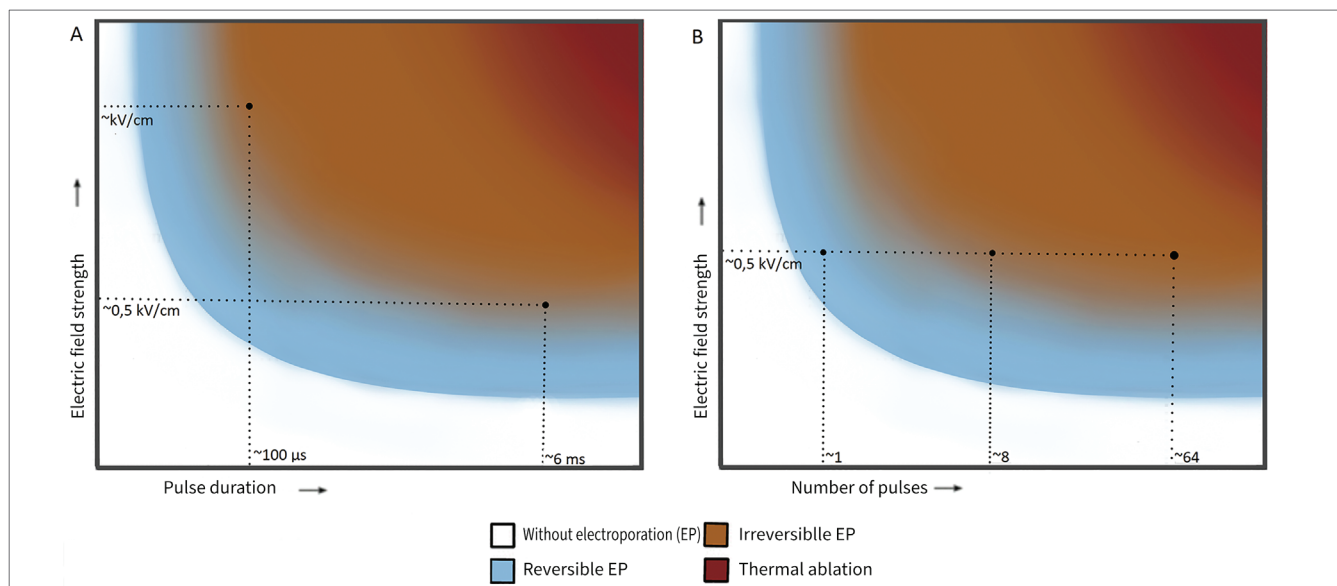 A
~kV/cm
~0,5 kV/cm
Electric field strength
~100 µs
~6 ms
Pulse duration
B
~0,5 kV/cm
Electric field strength
~1
~8
~64
Number of pulses
Without electroporation (EP)
Irreversiblle EP
Reversible EP
Thermal ablation